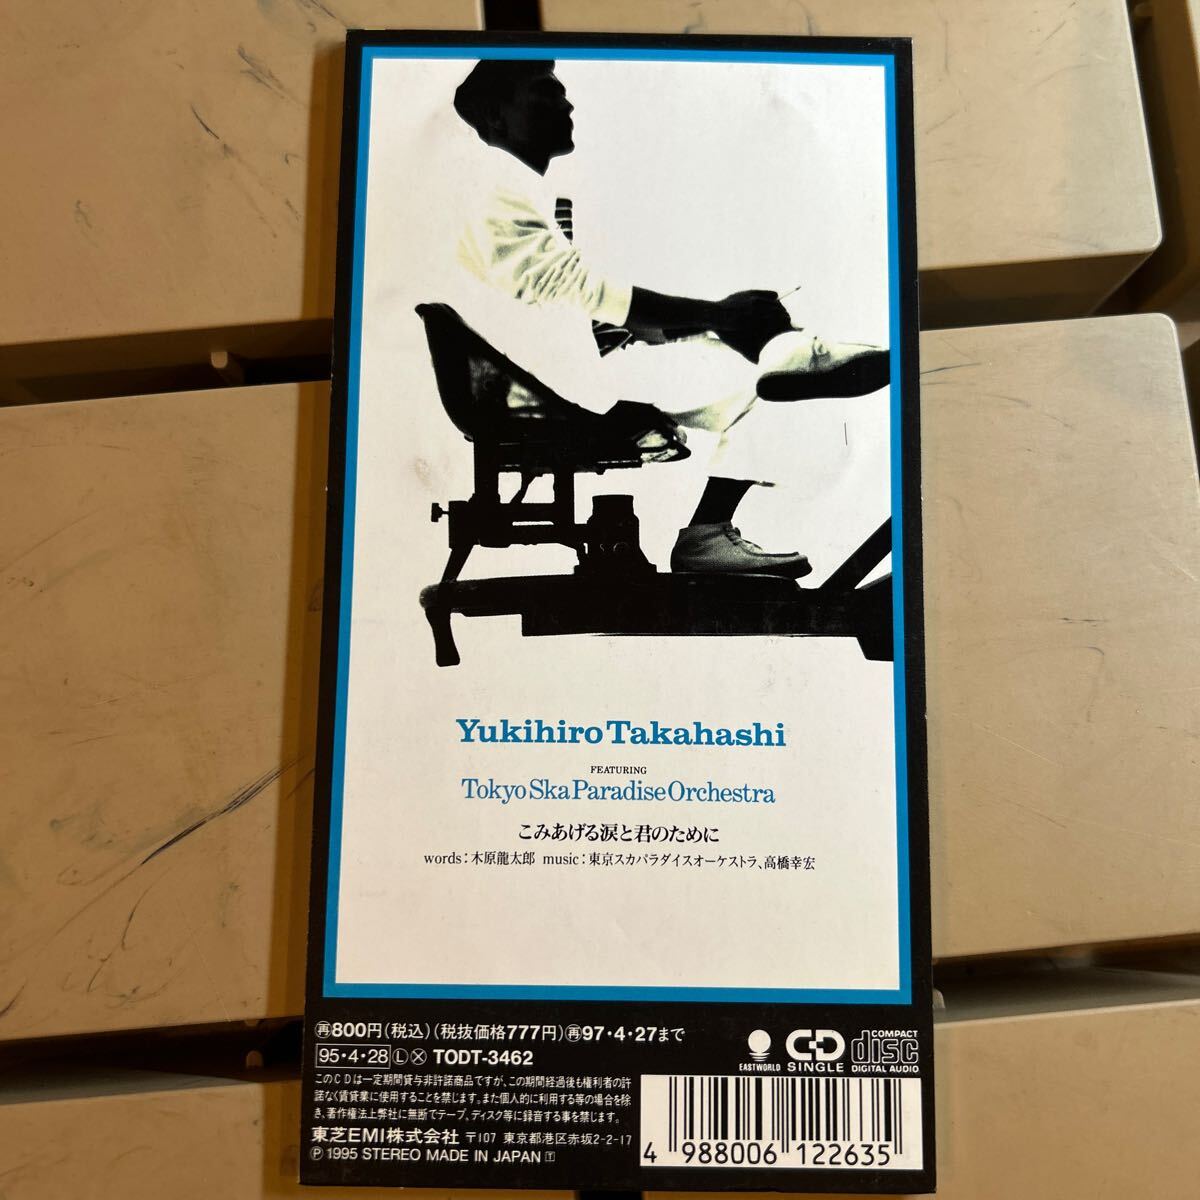 Yukihiro Takahashi
FEATURING
Tokyo Ska Paradise Orchestra
こみあげる涙と君のために
words:木原龍太郎 music:東京スカパラダイスオーケストラ、高橋幸宏
再800円(税込)(税抜価格777円)再97・4・27まで
95・4・28 L X TODT-3462
EASTWORLD
CD SINGLE
COMPACT disc DIGITAL AUDIO
このCDは一定期間貸与非許諾商品ですが、この期間経過後も権利者の許
諾なく賃貸業に使用することを禁じます。また個人的に利用する等の場合を除
き、著作権法上弊社に無断でテープ、ディスク等に録音する事を禁じます。
東芝EMI株式会社 〒107 東京都港区赤坂2-2-17
Ⓟ1995 STEREO MADE IN JAPAN T
4 988006 122635